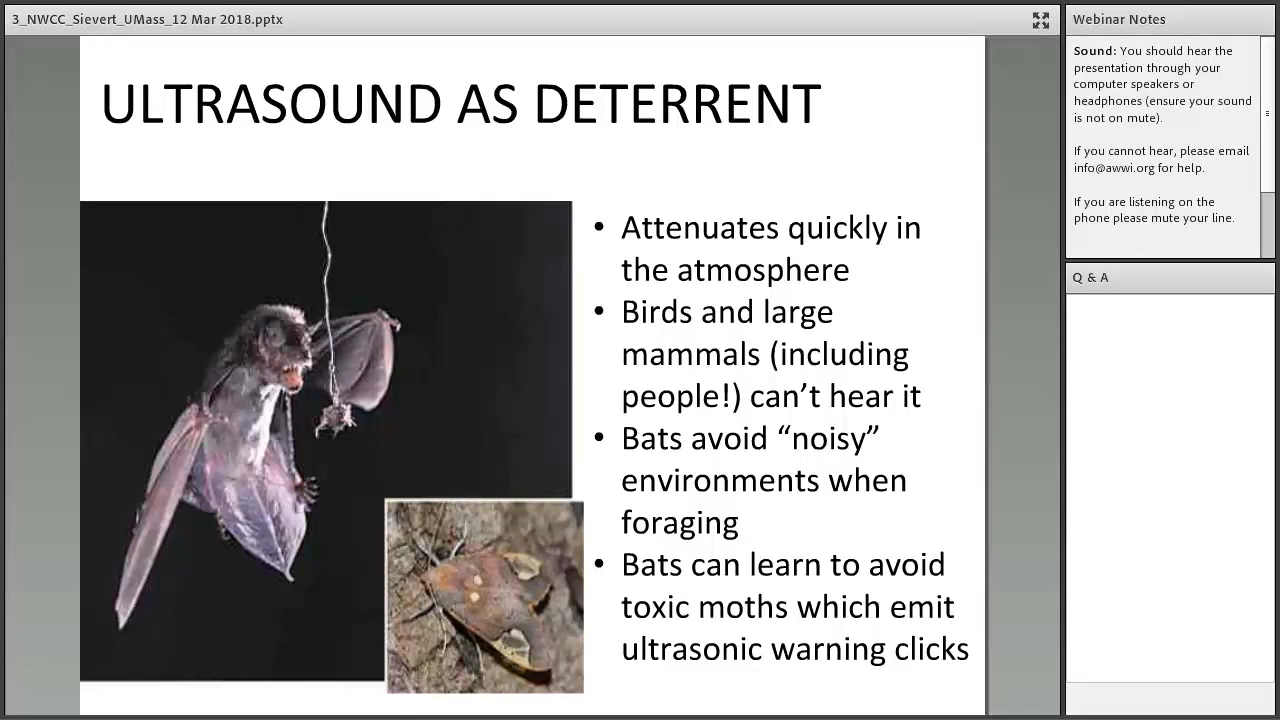 3_NWCC_Sievert_UMass_12 Mar 2018.pptx
ULTRASOUND AS DETERRENT
• Attenuates quickly in
the atmosphere
• Birds and large
mammals (including
people!) can’t hear it
• Bats avoid “noisy”
environments when
foraging
• Bats can learn to avoid
toxic moths which emit
ultrasonic warning clicks
Webinar Notes
Sound: You should hear the
presentation through your
computer speakers or
headphones (ensure your sound
is not on mute).
If you cannot hear, please email
info@awwi.org for help.
If you are listening on the
phone please mute your line.
Q & A